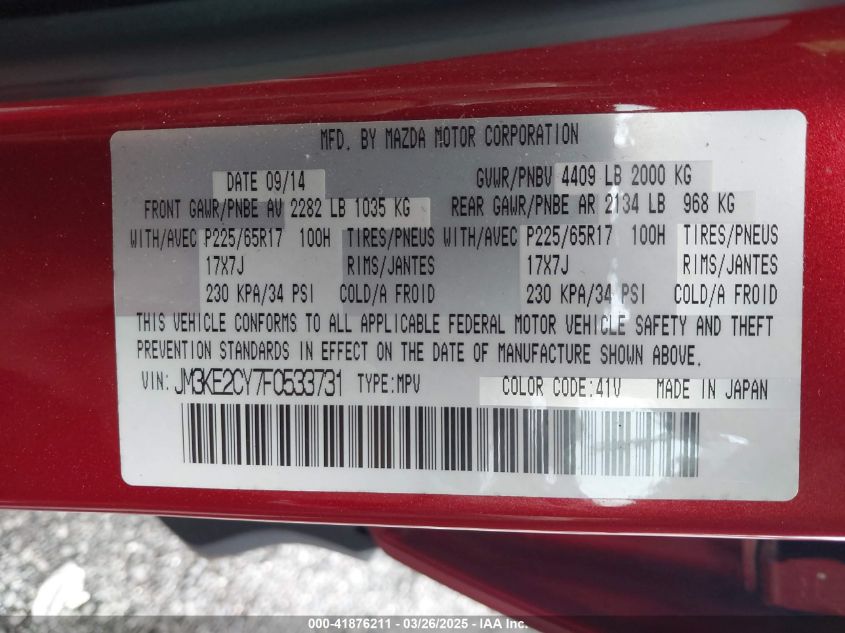 MFD. BY MAZDA MOTOR CORPORATION
DATE 09/14 GVWR/PNBV 4409 LB 2000 KG
FRONT GAWR/PNBE AV 2282 LB 1035 KG REAR GAWR/PNBE AR 2134 LB 968 KG
WITH/AVEC P225/65R17 100H TIRES/PNEUS WITH/AVEC P225/65R17 100H TIRES/PNEUS
17X7J RIMS/JANTES 17X7J RIMS/JANTES
230 KPA/34 PSI COLD/A FROID 230 KPA/34 PSI COLD/A FROID
THIS VEHICLE CONFORMS TO ALL APPLICABLE FEDERAL MOTOR VEHICLE SAFETY AND THEFT
PREVENTION STANDARDS IN EFFECT ON THE DATE OF MANUFACTURE SHOWN ABOVE.
VIN: JM3KE2CY7F0533731 TYPE:MPV COLOR CODE:41V MADE IN JAPAN
000-41876211 - 03/26/2025 - IAA Inc.